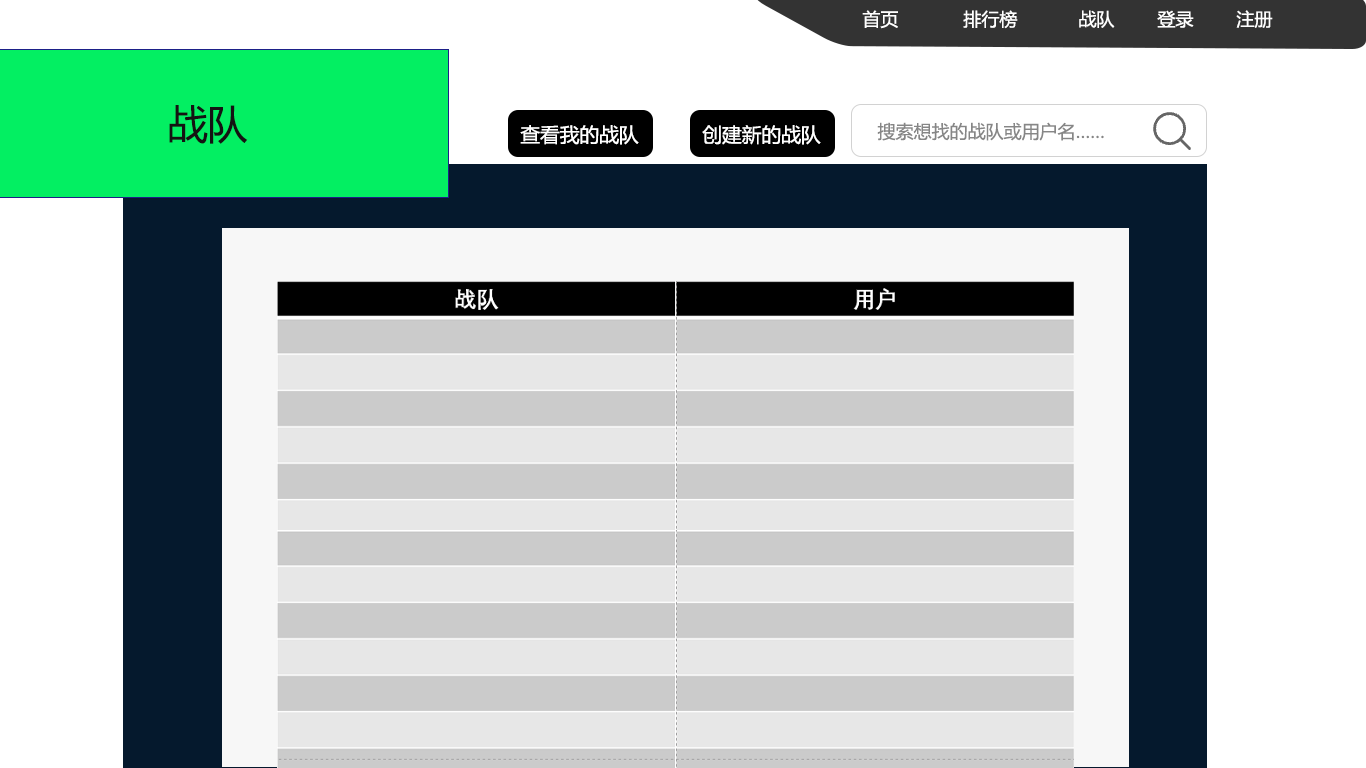 首页 排行榜 战队 登录 注册
战队
查看我的战队 创建新的战队 搜索想找的战队或用户名......
战队 用户